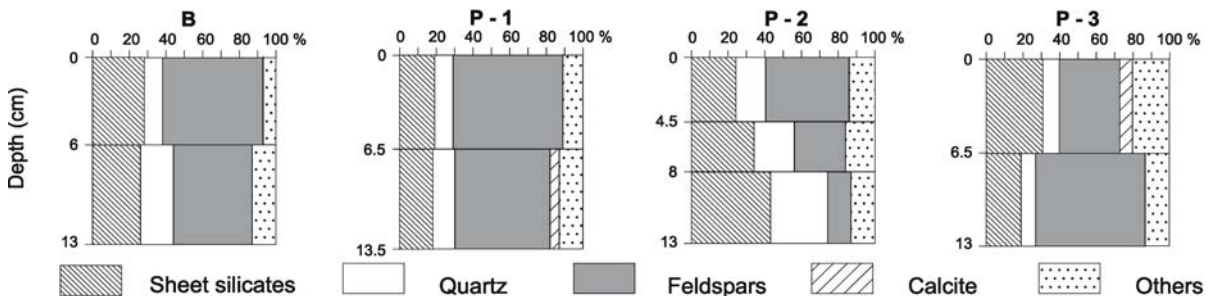 B P - 1 P - 2 P - 3
0 20 40 60 80 100 % 0 20 40 60 80 100 % 0 20 40 60 80 100 % 0 20 40 60 80 100 %
0 0 0 0
4.5
6 6.5 6.5
8
13 13.5 13 13
Depth (cm)
Sheet silicates Quartz Feldspars Calcite Others